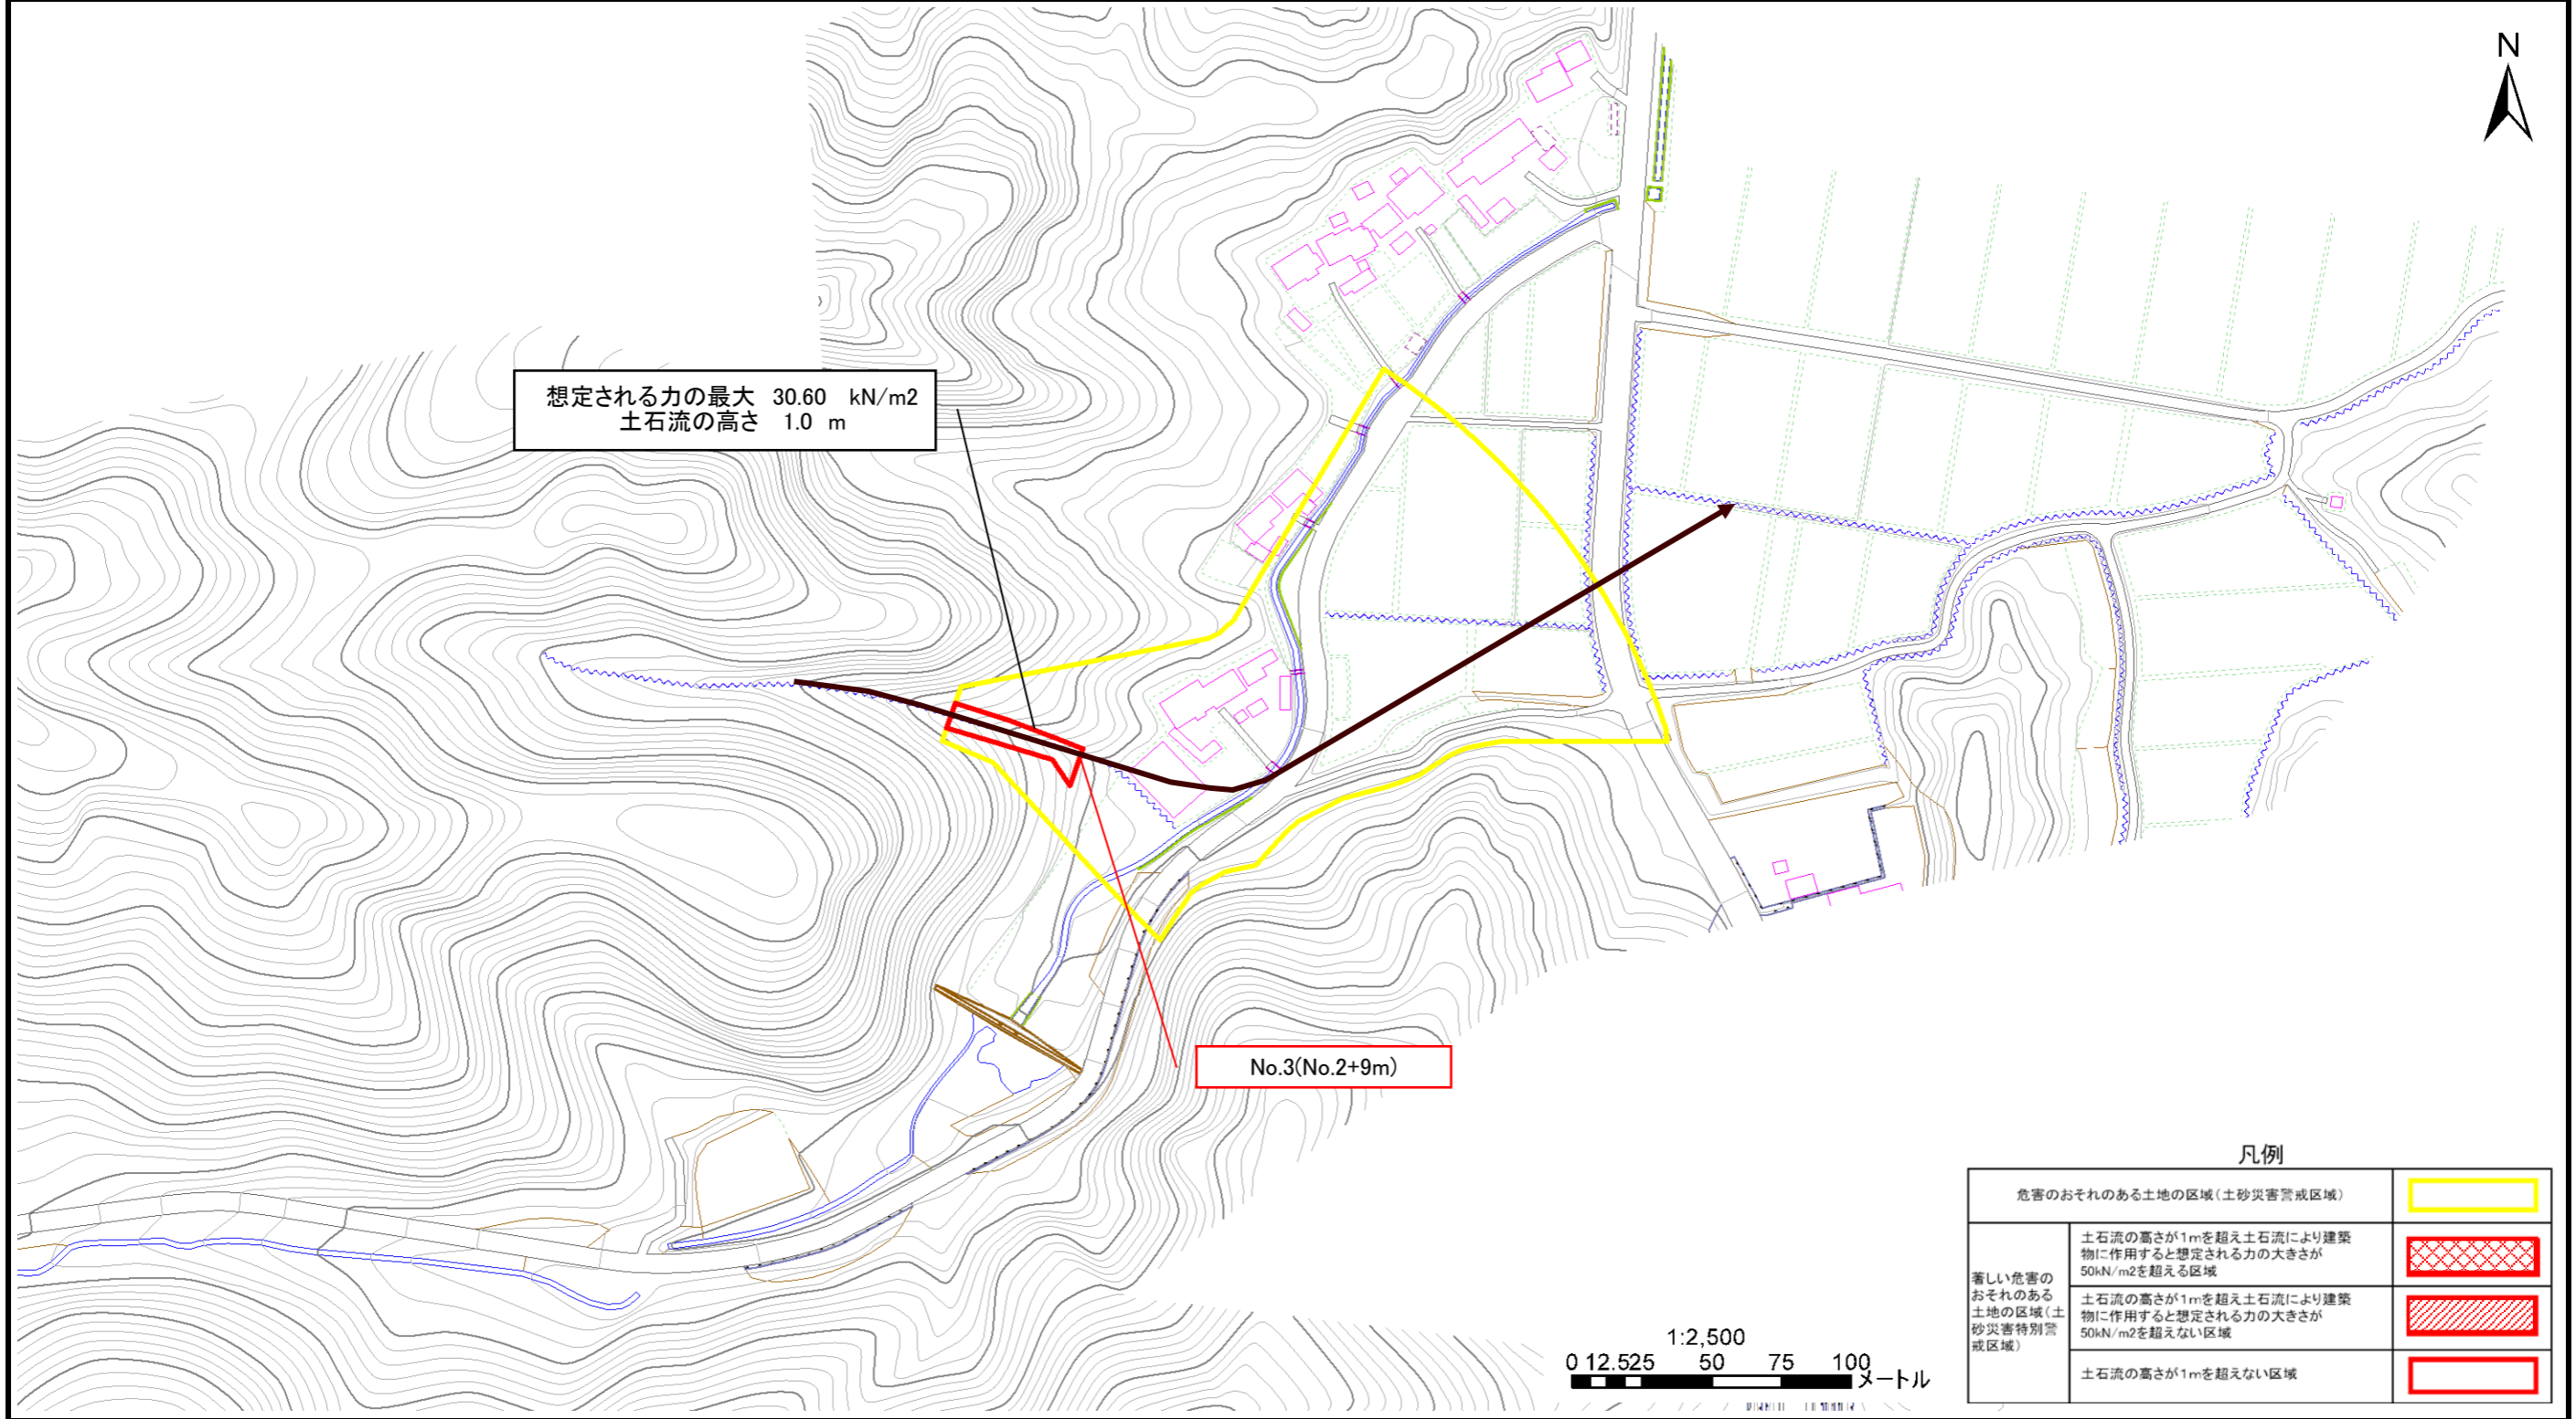 N
想定される力の最大 30.60 kN/m2
土石流の高さ 1.0 m
No.3(No.2+9m)
凡例
危害のおそれのある土地の区域(土砂災害警戒区域)
著しい危害の
おそれのある
土地の区域(土
砂災害特別警
戒区域)
土石流の高さが1mを超え土石流により建築
物に作用すると想定される力の大きさが
50kN/m2を超える区域
土石流の高さが1mを超え土石流により建築
物に作用すると想定される力の大きさが
50kN/m2を超えない区域
土石流の高さが1mを超えない区域
1:2,500
0 12.525 50 75 100
メートル